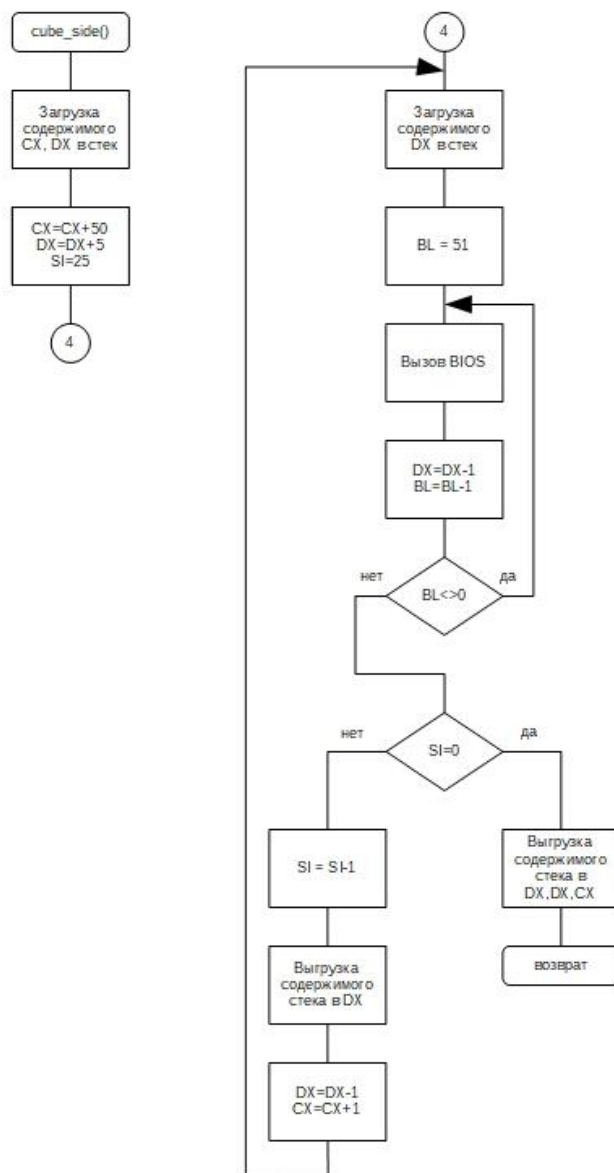 cube_side()
Загрузка
содержимого
CX, DX в стек
CX=CX+50
DX=DX+5
SI=25
4
4
Загрузка
содержимого
DX в стек
BL = 51
Вызов BIOS
DX=DX-1
BL=BL-1
нет
да
BL<>0
нет
да
SI=0
SI = SI-1
Выгрузка
содержимого
стека в DX
DX=DX-1
CX=CX+1
Выгрузка
содержимого
стека в
DX,DX,CX
возврат